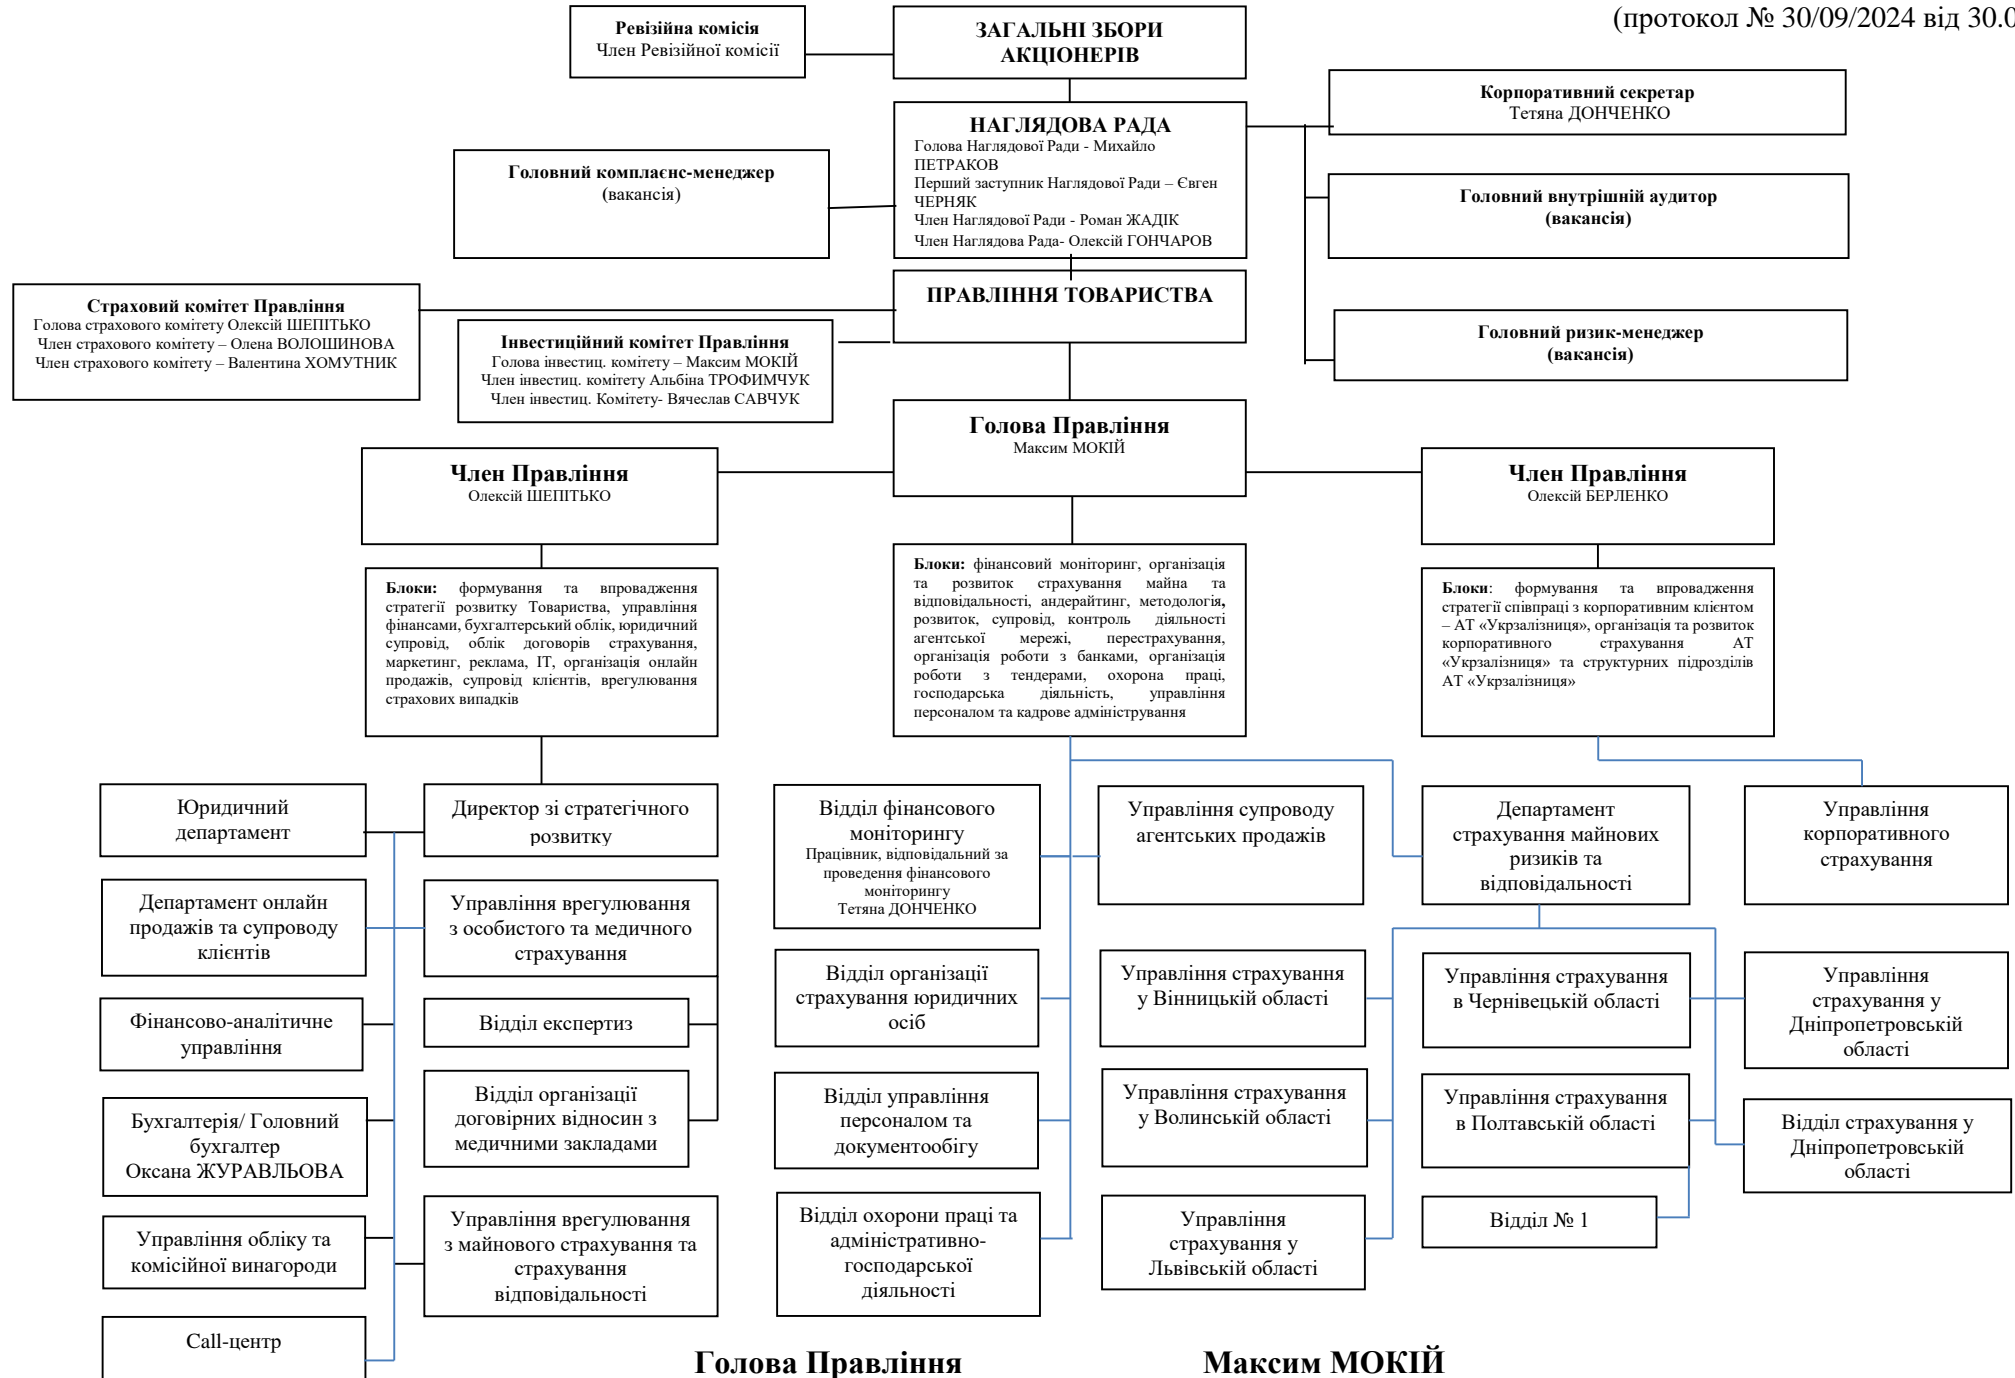 (протокол № 30/09/2024 від 30.0
Ревізійна комісія
Член Ревізійної комісії
ЗАГАЛЬНІ ЗБОРИ
АКЦІОНЕРІВ
Корпоративний секретар
Тетяна ДОНЧЕНКО
НАГЛЯДОВА РАДА
Голова Наглядової Ради - Михайло
ПЕТРАКОВ
Перший заступник Наглядової Ради – Євген
ЧЕРНЯК
Член Наглядової Ради - Роман ЖАДІК
Член Наглядова Рада- Олексій ГОНЧАРОВ
Головний комплаєнс-менеджер
(вакансія)
Головний внутрішній аудитор
(вакансія)
ПРАВЛІННЯ ТОВАРИСТВА
Страховий комітет Правління
Голова страхового комітету Олексій ШЕПІТЬКО
Член страхового комітету – Олена ВОЛОШИНОВА
Член страхового комітету – Валентина ХОМУТНИК
Інвестиційний комітет Правління
Голова інвестиц. комітету – Максим МОКІЙ
Член інвестиц. комітету Альбіна ТРОФИМЧУК
Член інвестиц. Комітету- Вячеслав САВЧУК
Головний ризик-менеджер
(вакансія)
Голова Правління
Максим МОКІЙ
Член Правління
Олексій ШЕПІТЬКО
Член Правління
Олексій БЕРЛЕНКО
Блоки: формування та впровадження
стратегії розвитку Товариства, управління
фінансами, бухгалтерський облік, юридичний
супровід, облік договорів страхування,
маркетинг, реклама, ІТ, організація онлайн
продажів, супровід клієнтів, врегулювання
страхових випадків
Блоки: фінансовий моніторинг, організація
та розвиток страхування майна та
відповідальності, андерайтинг, методологія,
розвиток, супровід, контроль діяльності
агентської мережі, перестрахування,
організація роботи з банками, організація
роботи з тендерами, охорона праці,
господарська діяльність, управління
персоналом та кадрове адміністрування
Блоки: формування та впровадження
стратегії співпраці з корпоративним клієнтом
– АТ «Укрзалізниця», організація та розвиток
корпоративного страхування АТ
«Укрзалізниця» та структурних підрозділів
АТ «Укрзалізниця»
Юридичний
департамент
Директор зі стратегічного
розвитку
Відділ фінансового
моніторингу
Працівник, відповідальний за
проведення фінансового
моніторингу
Тетяна ДОНЧЕНКО
Управління супроводу
агентських продажів
Департамент
страхування майнових
ризиків та
відповідальності
Управління
корпоративного
страхування
Департамент онлайн
продажів та супроводу
клієнтів
Управління врегулювання
з особистого та медичного
страхування
Відділ організації
страхування юридичних
осіб
Управління страхування
у Вінницькій області
Управління страхування
в Чернівецькій області
Управління
страхування у
Дніпропетровській
області
Фінансово-аналітичне
управління
Відділ експертиз
Бухгалтерія/ Головний
бухгалтер
Оксана ЖУРАВЛЬОВА
Відділ організації
договірних відносин з
медичними закладами
Відділ управління
персоналом та
документообігу
Управління страхування
у Волинській області
Управління страхування
в Полтавській області
Відділ страхування у
Дніпропетровській
області
Управління обліку та
комісійної винагороди
Управління врегулювання
з майнового страхування та
страхування
відповідальності
Відділ охорони праці та
адміністративно-
господарської
діяльності
Управління
страхування у
Львівській області
Відділ № 1
Call-центр
Голова Правління Максим МОКІЙ